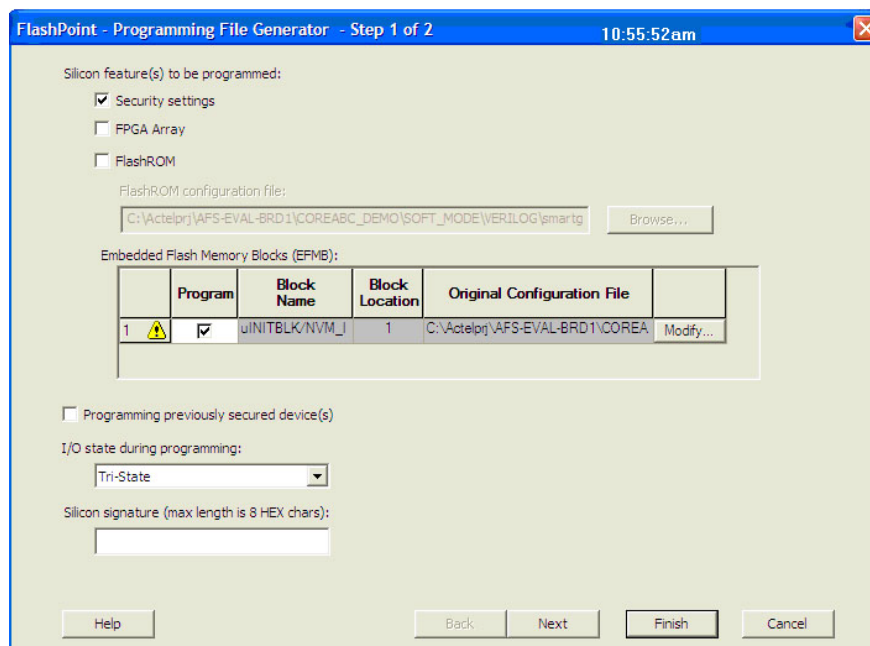 FlashPoint - Programming File Generator - Step 1 of 2 10:55:52am
Silicon feature(s) to be programmed:
Security settings
FPGA Array
FlashROM
FlashROM configuration file:
C:\Actelprj\AFS-EVAL-BRD1\COREABC_DEMO\SOFT_MODE\VERILOG\smartg Browse...
Embedded Flash Memory Blocks (EFMB):
Program Block Name Block Location Original Configuration File
1 uINITBLK/NVM_I 1 C:\Actelprj\AFS-EVAL-BRD1\COREA Modify...
Programming previously secured device(s)
I/O state during programming:
Tri-State
Silicon signature (max length is 8 HEX chars):
Help Back Next Finish Cancel